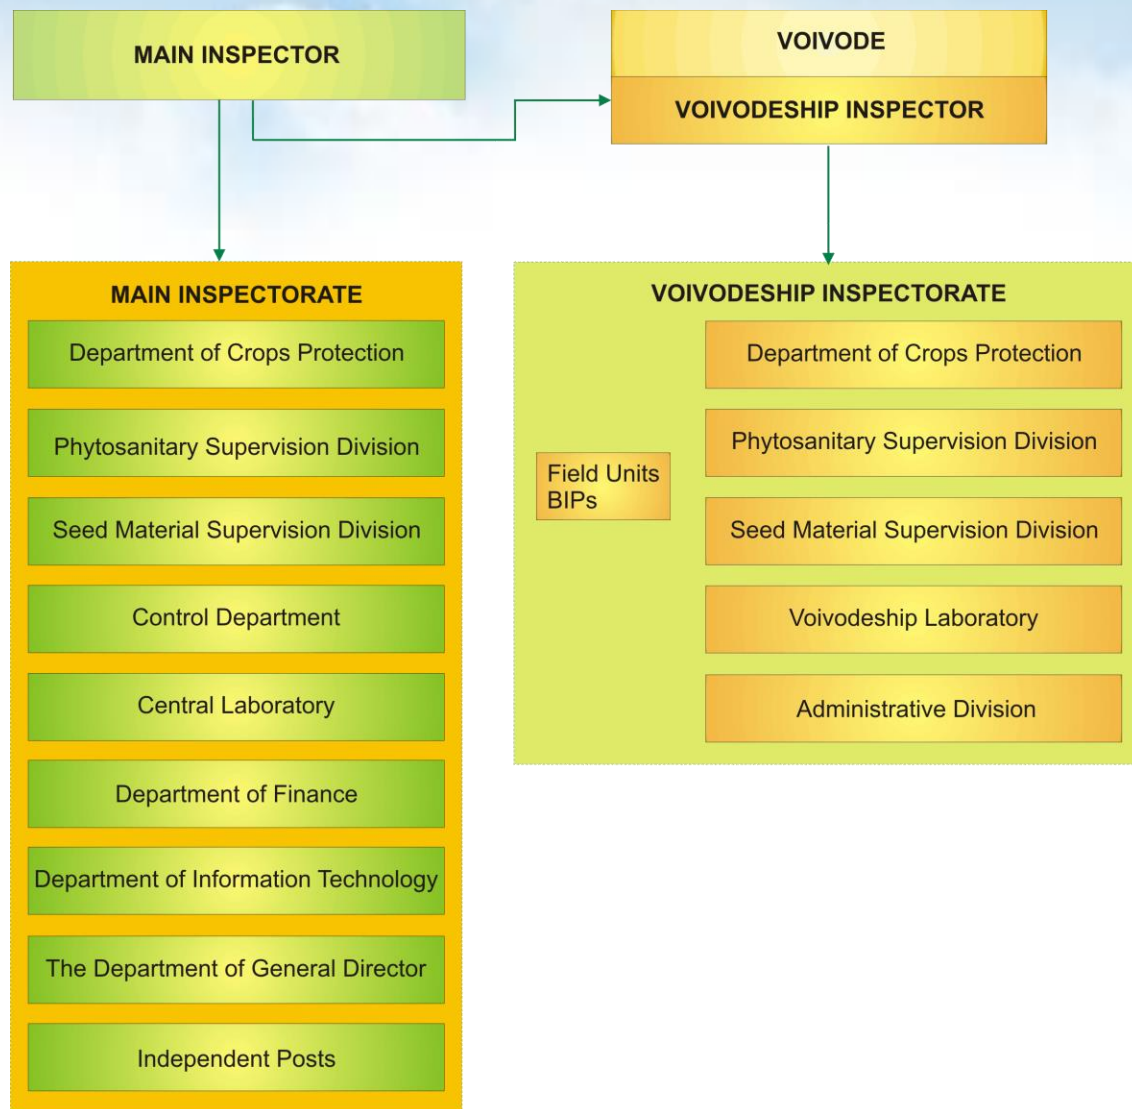 MAIN INSPECTOR
VOIVODE
VOIVODESHIP INSPECTOR
MAIN INSPECTORATE
Department of Crops Protection
Phytosanitary Supervision Division
Seed Material Supervision Division
Control Department
Central Laboratory
Department of Finance
Department of Information Technology
The Department of General Director
Independent Posts
VOIVODESHIP INSPECTORATE
Field Units
BIPs
Department of Crops Protection
Phytosanitary Supervision Division
Seed Material Supervision Division
Voivodeship Laboratory
Administrative Division